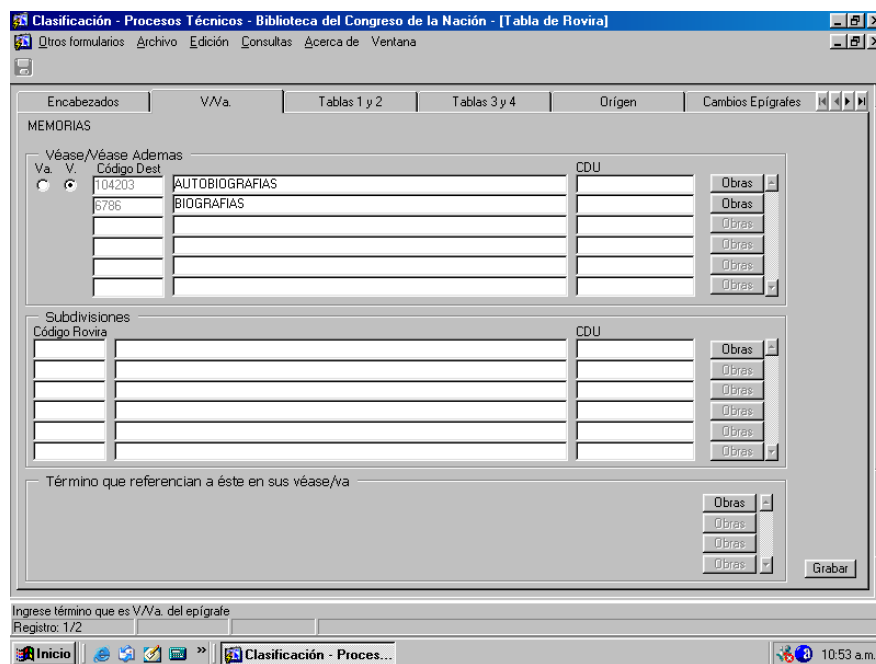 Clasificación - Procesos Técnicos - Biblioteca del Congreso de la Nación - [Tabla de Rovira]
Otros formularios Archivo Edición Consultas Acerca de Ventana
Encabezados V/Va. Tablas 1 y 2 Tablas 3 y 4 Orígen Cambios Epígrafes
MEMORIAS
Véase/Véase Ademas
Va. V. Código Dest CDU
104203 AUTOBIOGRAFIAS Obras
6786 BIOGRAFIAS Obras
Obras
Obras
Obras
Obras
Subdivisiones
Código Rovira CDU
Obras
Obras
Obras
Obras
Obras
Obras
Término que referencian a éste en sus véase/va
Obras
Obras
Obras
Obras
Grabar
Ingrese término que es V/Va. del epígrafe
Registro: 1/2
Inicio » Clasificación - Proces... 10:53 a.m.